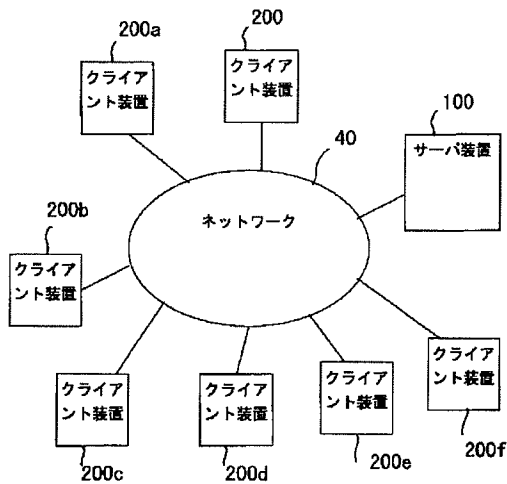 200a
クライア
ント装置
200
クライア
ント装置
100
サーバ装置
40
ネットワーク
200b
クライア
ント装置
クライア
ント装置
200c
クライア
ント装置
200d
クライア
ント装置
200e
クライア
ント装置
200f